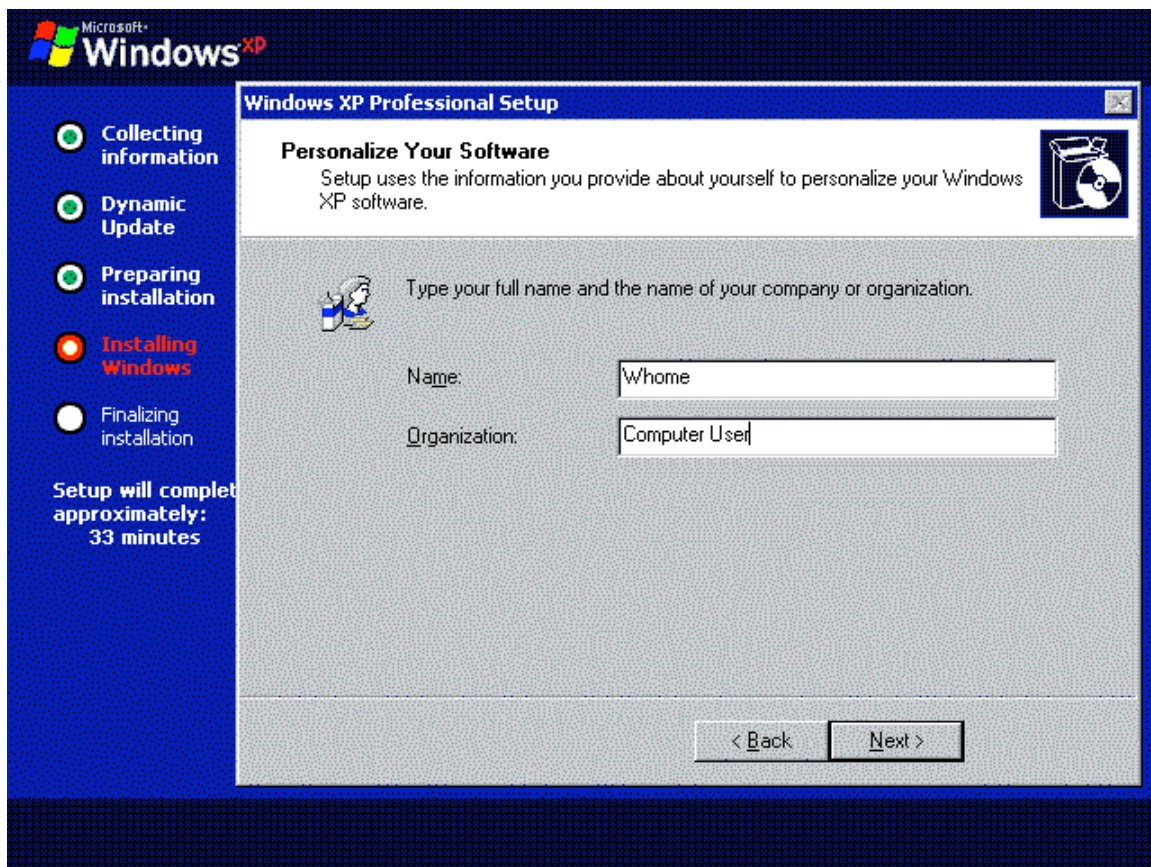 Microsoft
Windows XP
Collecting
information
Dynamic
Update
Preparing
installation
Installing
Windows
Finalizing
installation
Setup will complet
approximately:
33 minutes
Windows XP Professional Setup
Personalize Your Software
Setup uses the information you provide about yourself to personalize your Windows
XP software.
Type your full name and the name of your company or organization.
Name: Whome
Organization: Computer User
< Back Next >